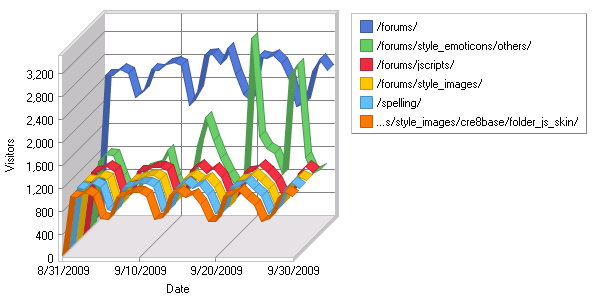 3,200
2,800
2,400
2,000
1,600
1,200
800
400
0
Visitors
8/31/2009
9/10/2009
9/20/2009
9/30/2009
Date
/forums/
/forums/style_emoticons/others/
/forums/jscripts/
/forums/style_images/
/spelling/
...s/style_images/cre8base/folder_js_skin/